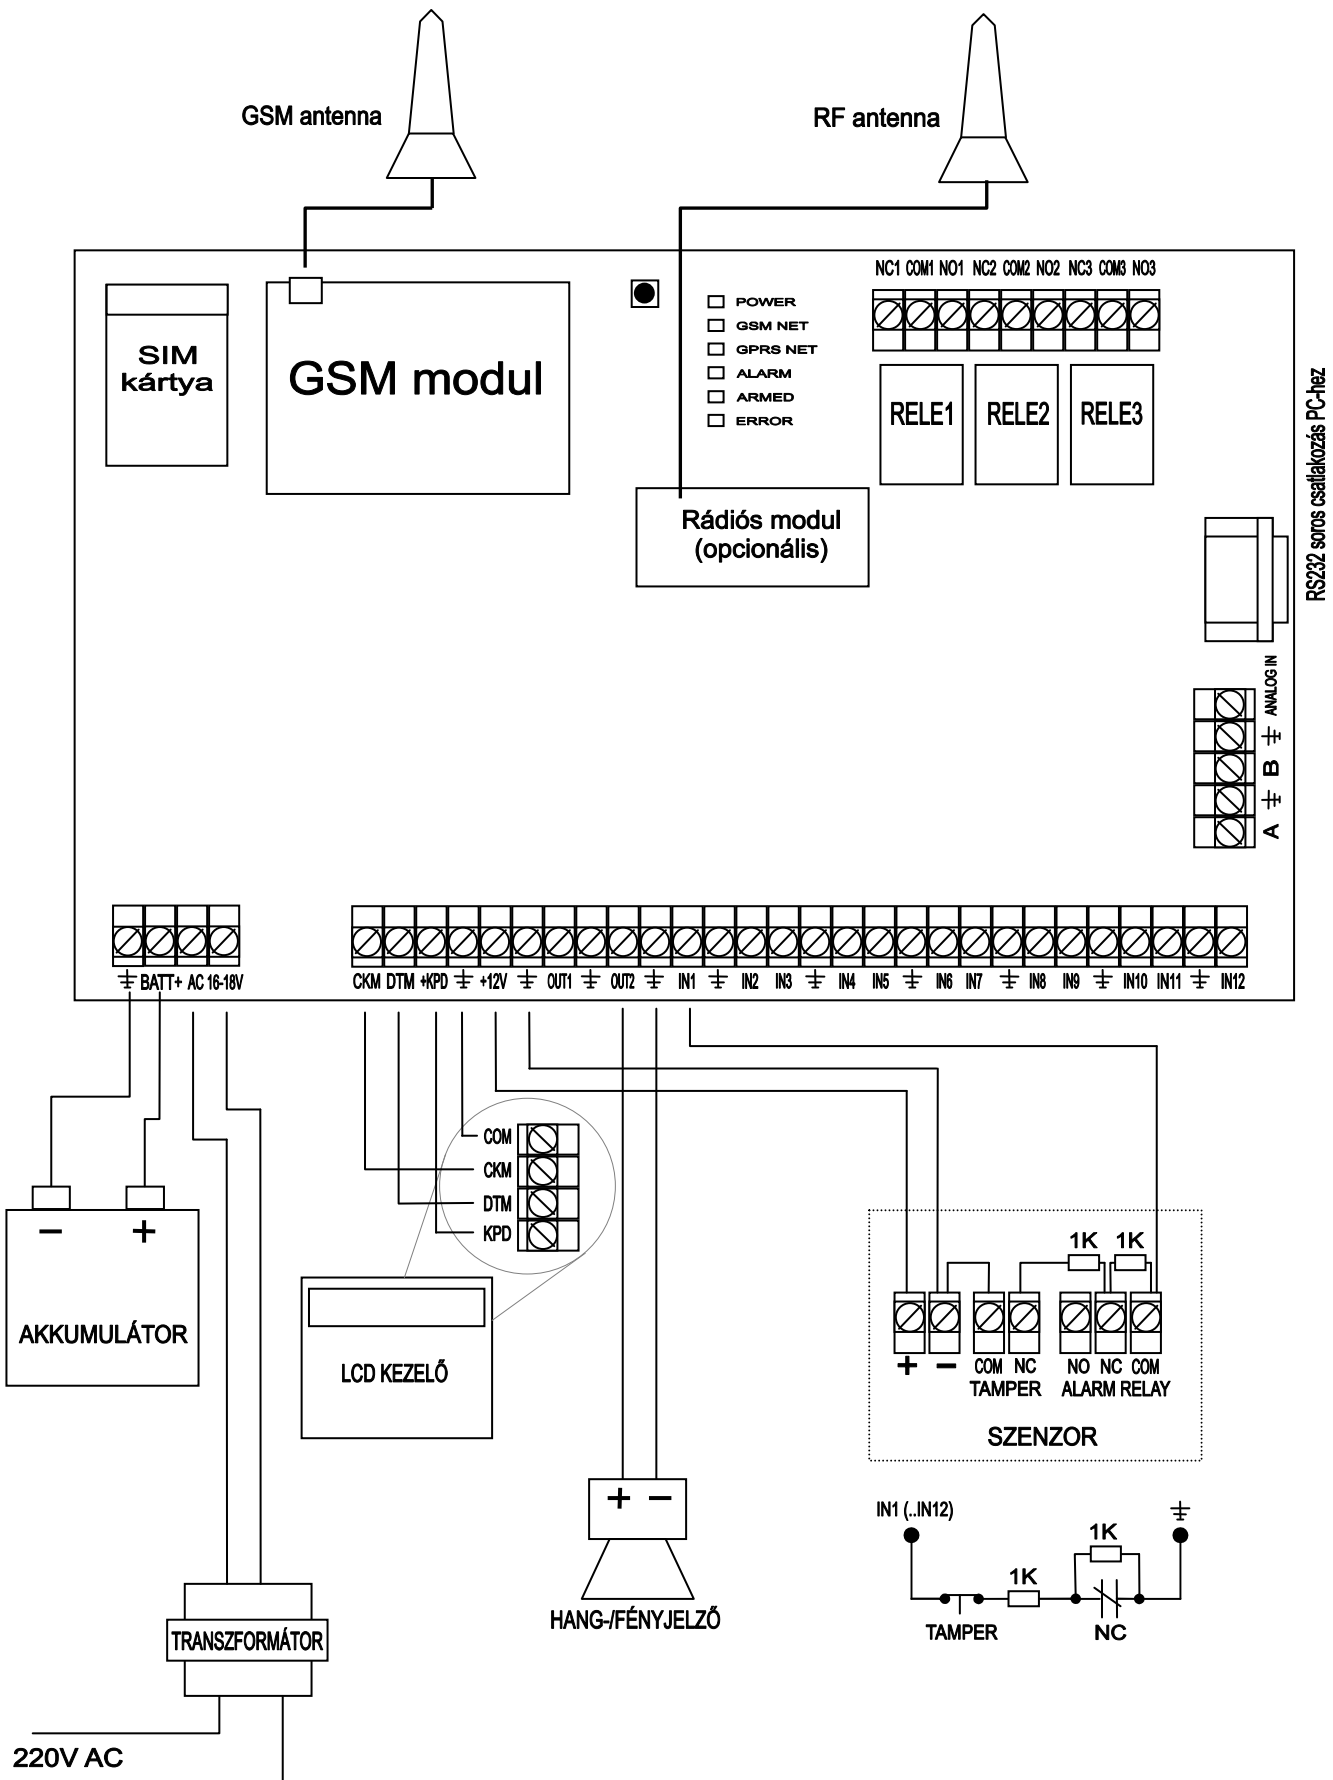 GSM antenna
RF antenna
NC1 COM1 NO1 NC2 COM2 NO2 NC3 COM3 NO3
POWER
GSM NET
GPRS NET
ALARM
ARMED
ERROR
SIM
kártya
GSM modul
RELE1 RELE2 RELE3
RS232 soros csatlakozás PC-hez
Rádiós modul
(opcionális)
ANALOG IN
B
A
BATT+ AC 16-18V
CKM DTM +KPD +12V OUT1 OUT2 IN1 IN2 IN3 IN4 IN5 IN6 IN7 IN8 IN9 IN10 IN11 IN12
COM
CKM
DTM
KPD
− +
AKKUMULÁTOR
LCD KEZELŐ
1K 1K
+ − COM NC NO NC COM
TAMPER ALARM RELAY
SZENZOR
+ −
HANG-/FÉNYJELZŐ
IN1 (..IN12)
1K
1K
TAMPER NC
TRANSZFORMÁTOR
220V AC